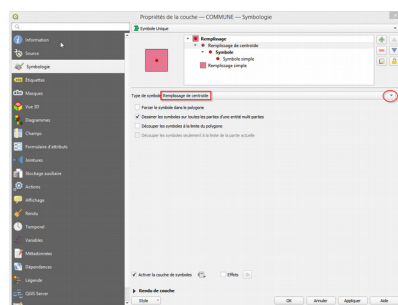 Propriétés de la couche — COMMUNE — Symbologie
Information
Source
Symbologie
Étiquettes
Masques
Vue 3D
Diagrammes
Champs
Formulaire d'attributs
Jointures
Stockage auxiliaire
Actions
Affichage
Rendu
Temporal
Variables
Métadonnées
Dépendances
Légende
QGIS Server
Symbole Unique
Remplissage
Remplissage de centroïde
Symbole
Symbole simple
Remplissage simple
Type de symbole Remplissage de centroïde
Forcer le symbole dans le polygone
Dessiner les symboles sur toutes les parties d'une entité multi-parties
Découper les symboles à la limite du polygone
Découper les symboles seulement à la limite de la partie actuelle
Activer la couche de symboles Effets
Rendu de couche
Style OK Annuler Appliquer Aide